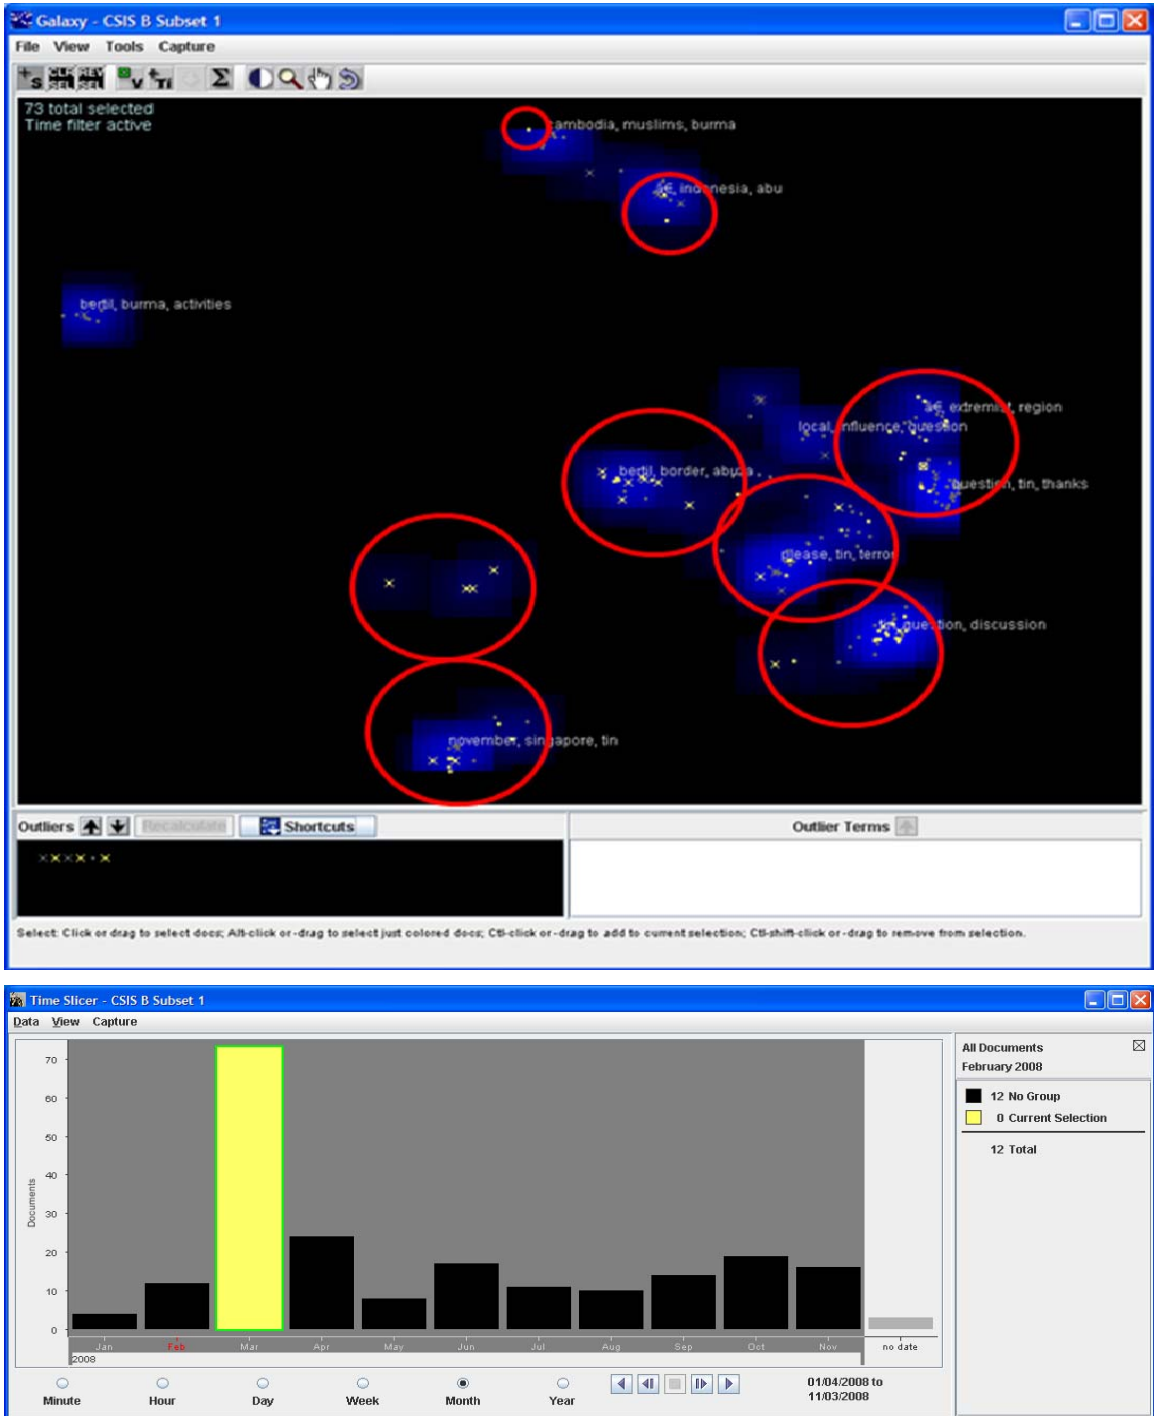 Galaxy - CSIS B Subset 1
File View Tools Capture
73 total selected
Time filter active
cambodia, muslims, burma
indonesia, abu
bertil, burma, activities
extremist, region
local, influence, question
bertil, border, abuza
question, tin, thanks
please, tin, terror
tin, question, discussion
november, singapore, tin
Outliers Recalculate Shortcuts
Outlier Terms
Select: Click or drag to select docs; Alt-click or -drag to select just colored docs; Ctl-click or -drag to add to current selection; Ctl-shift-click or -drag to remove from selection.
Time Slicer - CSIS B Subset 1
Data View Capture
All Documents
February 2008
12 No Group
0 Current Selection
12 Total
Documents
70
60
50
40
30
20
10
0
Jan Feb Mar Apr May Jun Jul Aug Sep Oct Nov no date
2008
Minute Hour Day Week Month Year
01/04/2008 to
11/03/2008